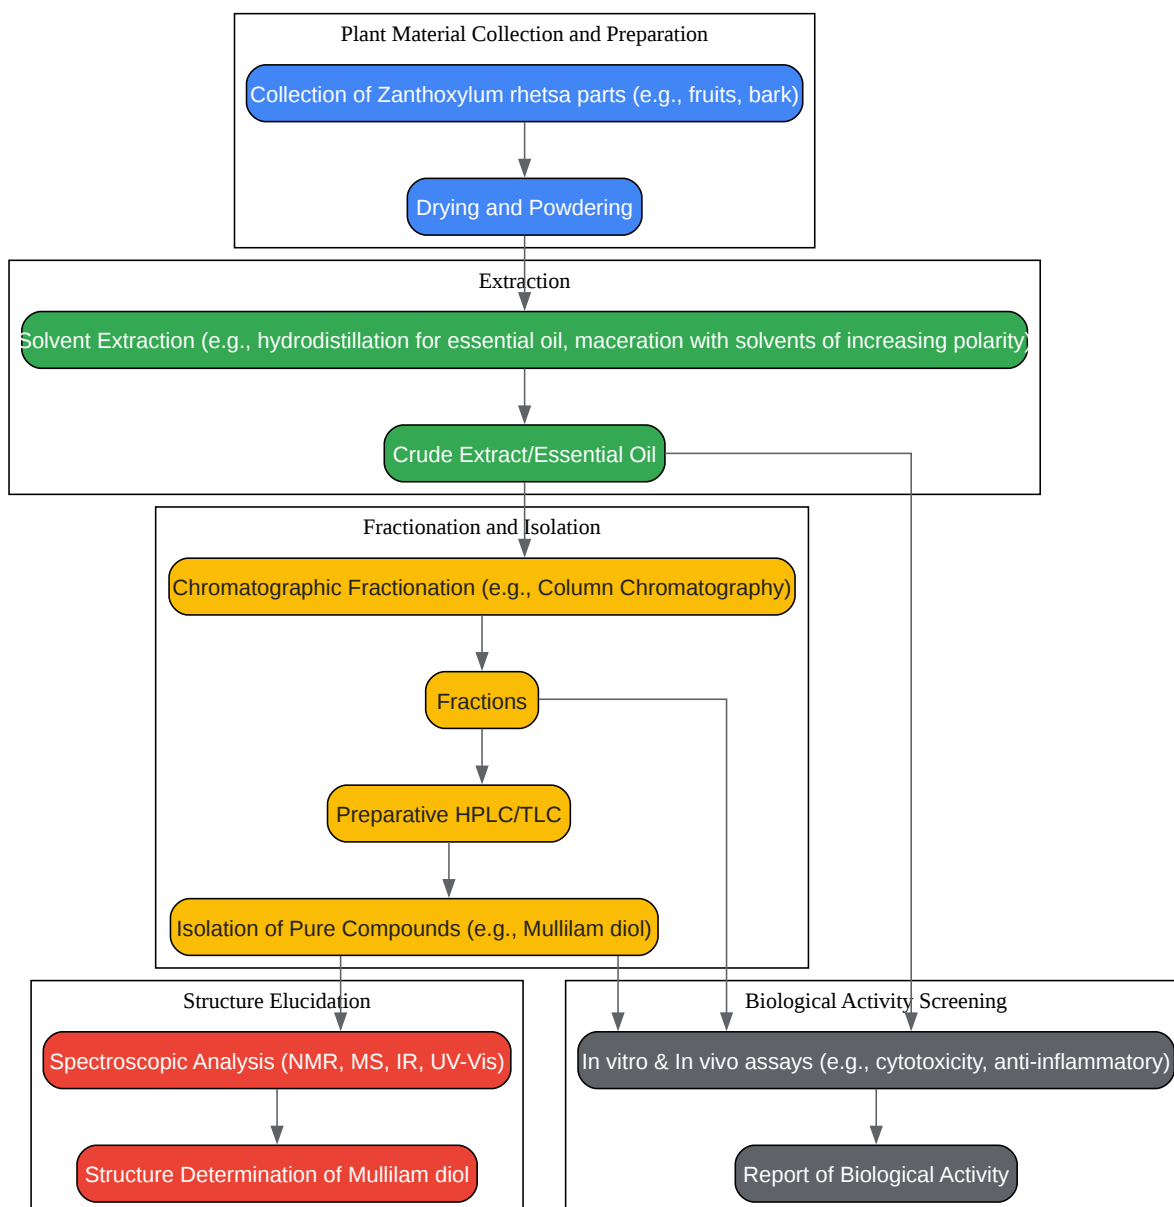 Plant Material Collection and Preparation
Collection of Zanthoxylum rhetsa parts (e.g., fruits, bark)
Drying and Powdering
Extraction
Solvent Extraction (e.g., hydrodistillation for essential oil, maceration with solvents of increasing polarity)
Crude Extract/Essential Oil
Fractionation and Isolation
Chromatographic Fractionation (e.g., Column Chromatography)
Fractions
Preparative HPLC/TLC
Isolation of Pure Compounds (e.g., Mullilam diol)
Structure Elucidation
Spectroscopic Analysis (NMR, MS, IR, UV-Vis)
Structure Determination of Mullilam diol
Biological Activity Screening
In vitro & In vivo assays (e.g., cytotoxicity, anti-inflammatory)
Report of Biological Activity